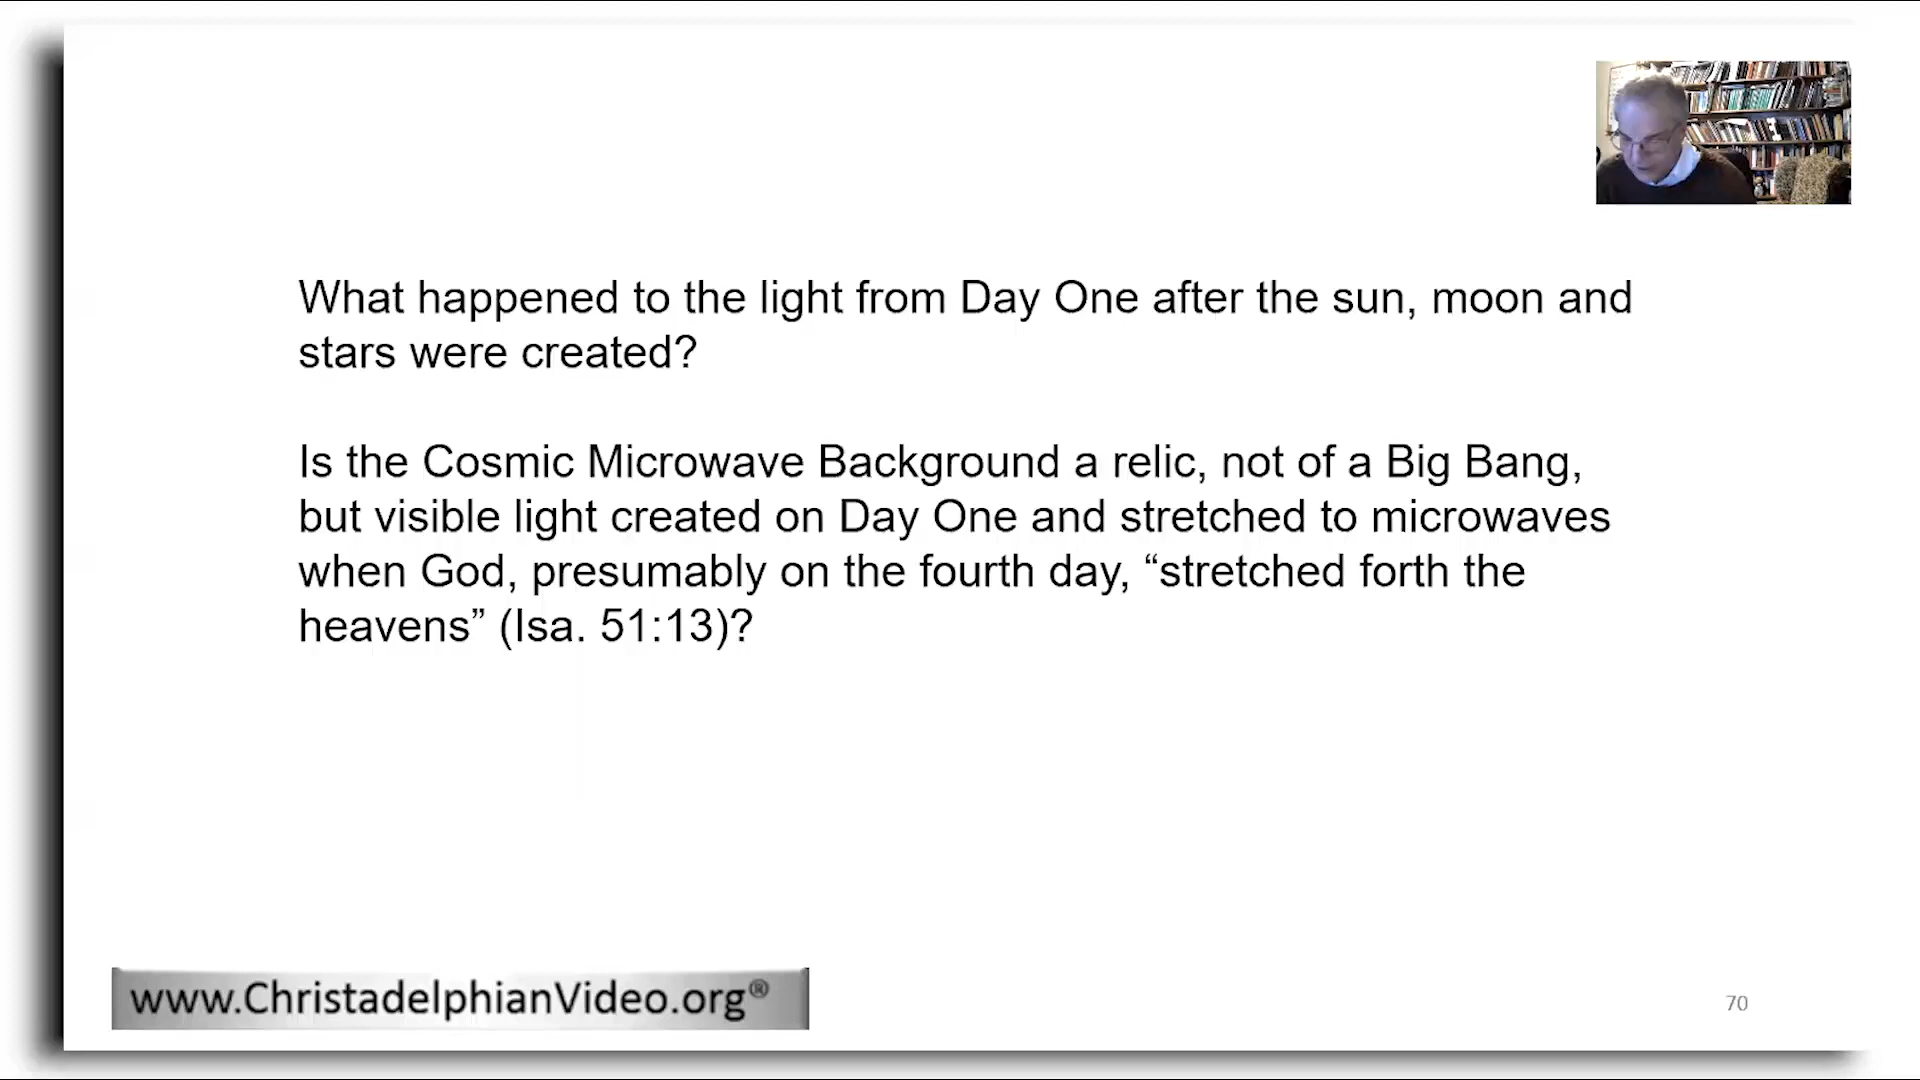 What happened to the light from Day One after the sun, moon and
stars were created?
Is the Cosmic Microwave Background a relic, not of a Big Bang,
but visible light created on Day One and stretched to microwaves
when God, presumably on the fourth day, “stretched forth the
heavens” (Isa. 51:13)?
www.ChristadelphianVideo.org®
70